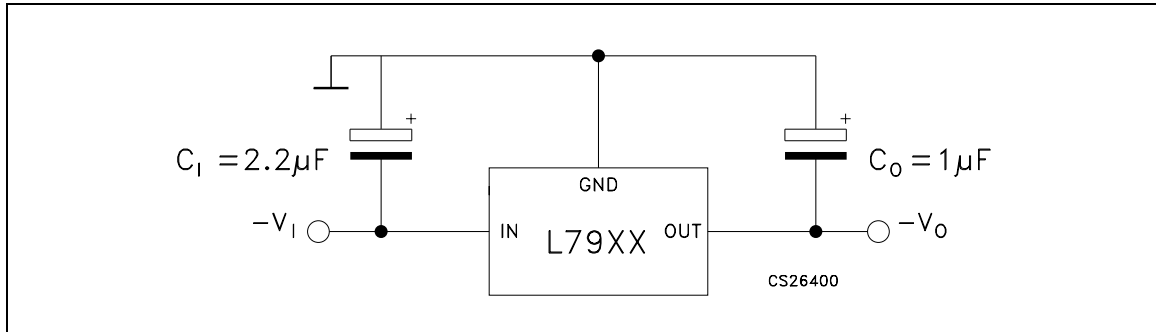 +
+
C_I = 2.2µF
C_O = 1µF
GND
-V_I
IN
L79XX
OUT
-V_O
CS26400